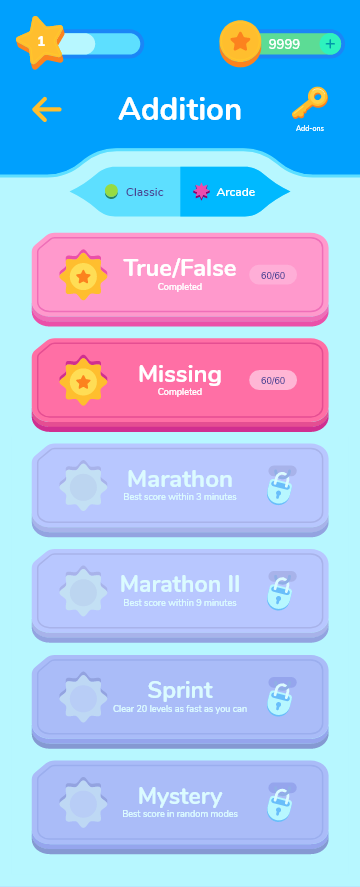 1
9999 +
Addition
Add-ons
Classic
Arcade
True/False
Completed
60/60
Missing
Completed
60/60
Marathon
Best score within 3 minutes
Marathon II
Best score within 9 minutes
Sprint
Clear 20 levels as fast as you can
Mystery
Best score in random modes